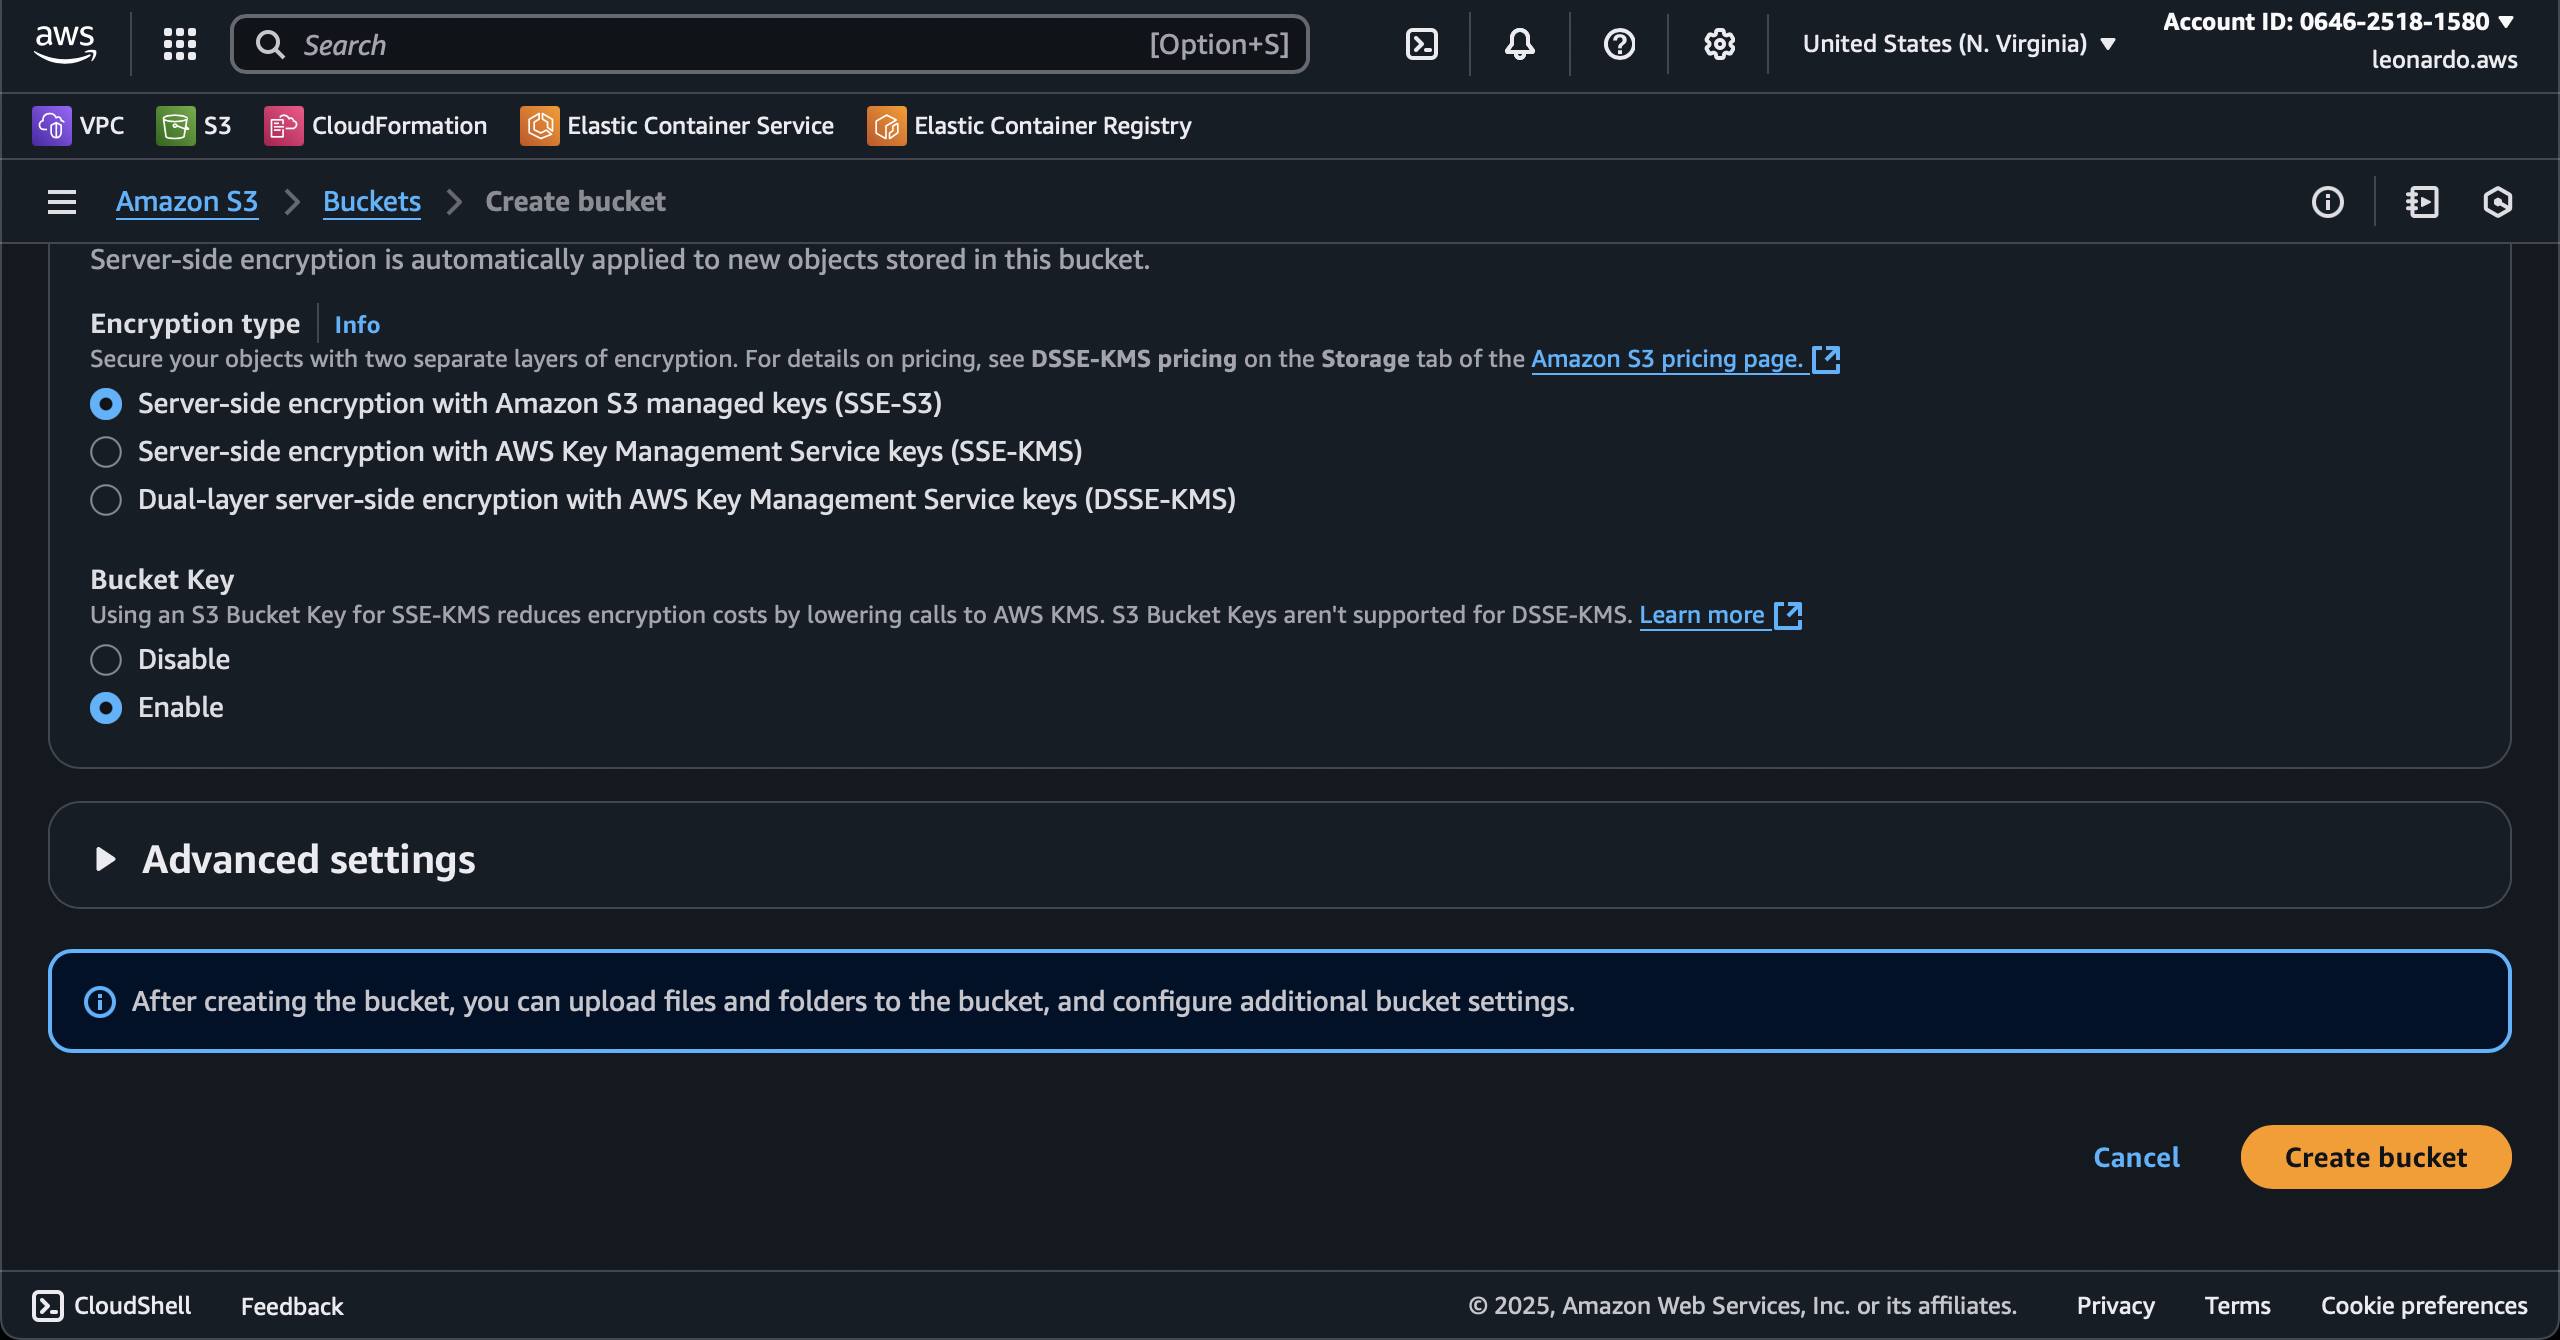 aws
Search [Option+S]
United States (N. Virginia)
Account ID: 0646-2518-1580
leonardo.aws
VPC S3 CloudFormation Elastic Container Service Elastic Container Registry
Amazon S3 Buckets Create bucket
Server-side encryption is automatically applied to new objects stored in this bucket.
Encryption type Info
Secure your objects with two separate layers of encryption. For details on pricing, see DSSE-KMS pricing on the Storage tab of the Amazon S3 pricing page.
Server-side encryption with Amazon S3 managed keys (SSE-S3)
Server-side encryption with AWS Key Management Service keys (SSE-KMS)
Dual-layer server-side encryption with AWS Key Management Service keys (DSSE-KMS)
Bucket Key
Using an S3 Bucket Key for SSE-KMS reduces encryption costs by lowering calls to AWS KMS. S3 Bucket Keys aren't supported for DSSE-KMS. Learn more
Disable
Enable
Advanced settings
After creating the bucket, you can upload files and folders to the bucket, and configure additional bucket settings.
Cancel Create bucket
CloudShell Feedback © 2025, Amazon Web Services, Inc. or its affiliates. Privacy Terms Cookie preferences